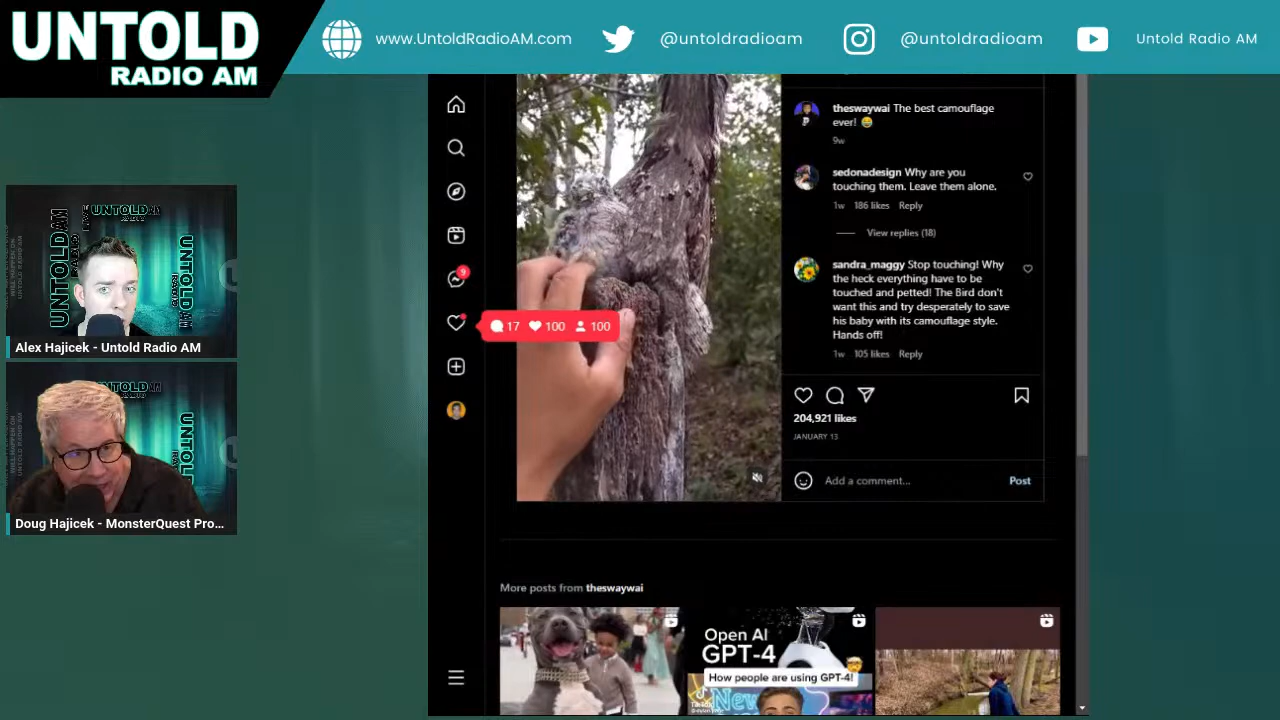 UNTOLD
RADIO AM
www.UntoldRadioAM.com
@untoldradioam
@untoldradioam
Untold Radio AM
UNTOLD
UNTOLD
Alex Hajicek - Untold Radio AM
Doug Hajicek - MonsterQuest Pro...
9
17
100
100
theswaywai The best camouflage
ever! 😂
9w
sedonadesign Why are you
touching them. Leave them alone.
1w 186 likes Reply
View replies (18)
sandra_maggy Stop touching! Why
the heck everything have to be
touched and petted! The Bird don't
want this and try desperately to save
his baby with its camouflage style.
Hands off!
1w 105 likes Reply
204,921 likes
JANUARY 13
Add a comment...
Post
More posts from theswaywai
Open AI
GPT-4
How people are using GPT-4!